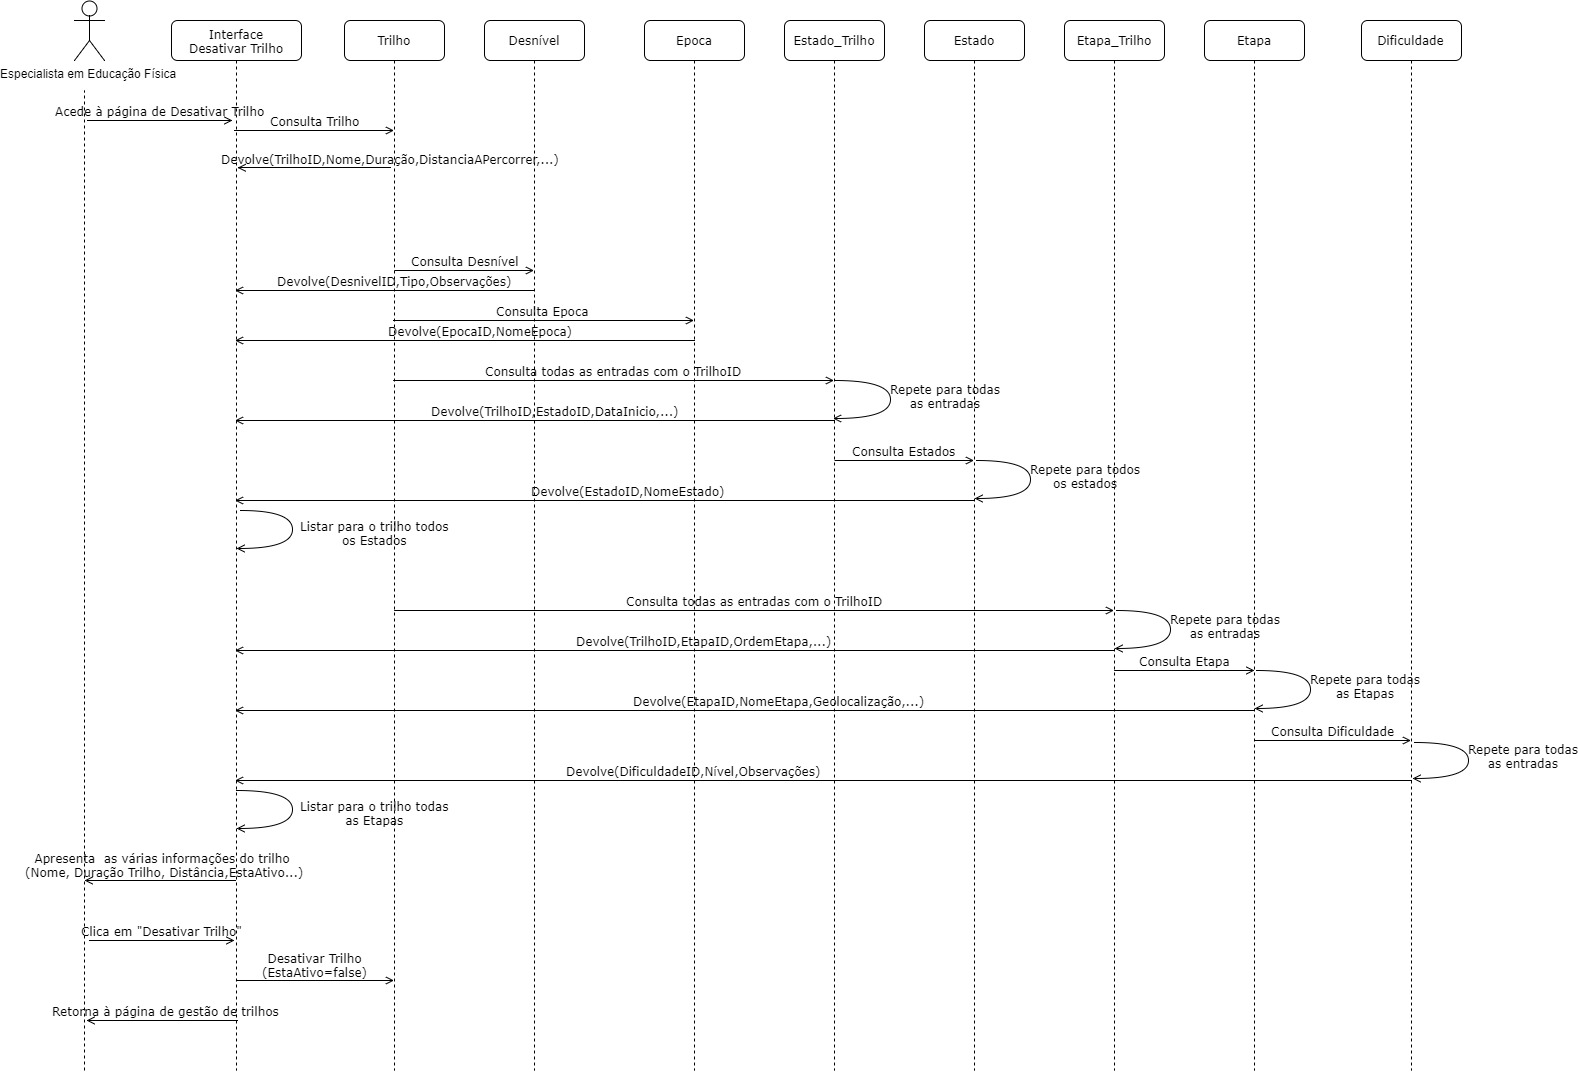 Interface
Desativar Trilho
Trilho
Desnível
Epoca
Estado_Trilho
Estado
Etapa_Trilho
Etapa
Dificuldade
Especialista em Educação Física
Acede à página de Desativar Trilho
Consulta Trilho
Devolve(TrilhoID,Nome,Duração,DistanciaAPercorrer,...)
Consulta Desnível
Devolve(DesnivelID,Tipo,Observações)
Consulta Epoca
Devolve(EpocaID,NomeEpoca)
Consulta todas as entradas com o TrilhoID
Repete para todas
as entradas
Devolve(TrilhoID,EstadoID,DataInicio,...)
Consulta Estados
Repete para todos
os estados
Devolve(EstadoID,NomeEstado)
Listar para o trilho todos
os Estados
Consulta todas as entradas com o TrilhoID
Repete para todas
as entradas
Devolve(TrilhoID,EtapaID,OrdemEtapa,...)
Consulta Etapa
Repete para todas
as Etapas
Devolve(EtapaID,NomeEtapa,Geolocalização,...)
Consulta Dificuldade
Repete para todas
as entradas
Devolve(DificuldadeID,Nível,Observações)
Listar para o trilho todas
as Etapas
Apresenta  as várias informações do trilho
(Nome, Duração Trilho, Distância,EstaAtivo...)
Clica em "Desativar Trilho"
Desativar Trilho
(EstaAtivo=false)
Retorna à página de gestão de trilhos